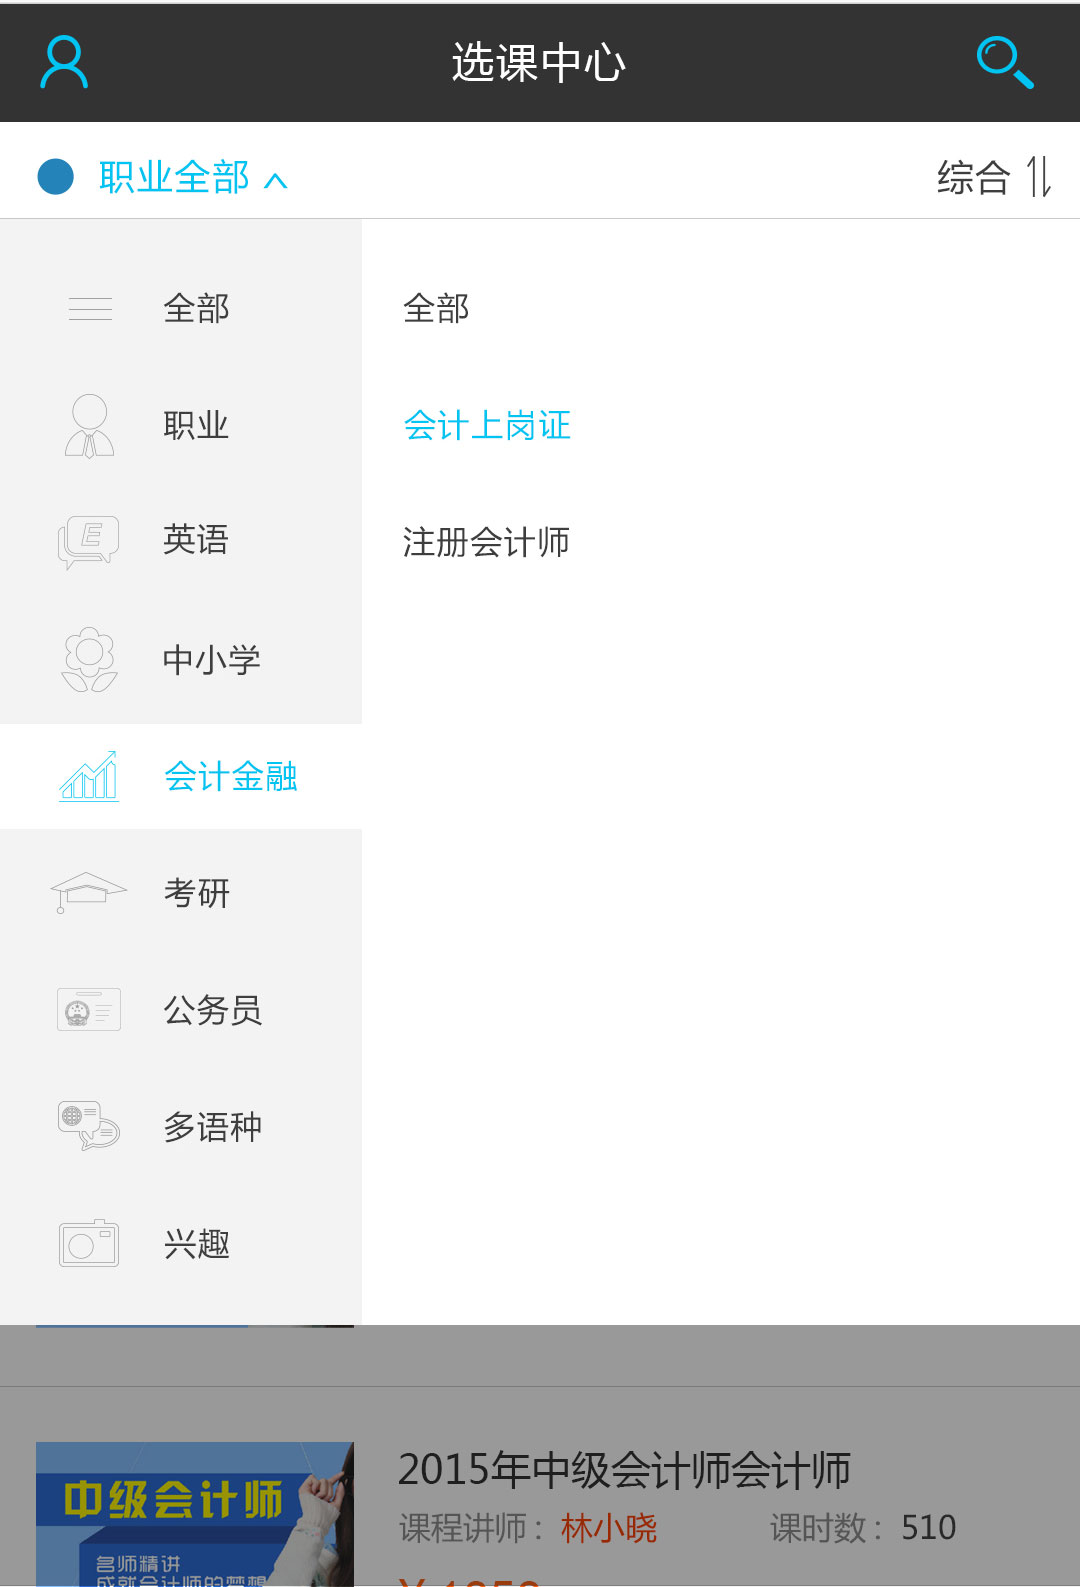 选课中心
职业全部
综合
全部
职业
英语
中小学
会计金融
考研
公务员
多语种
兴趣
全部
会计上岗证
注册会计师
2015年中级会计师会计师
课程讲师： 林小晓 课时数： 510
中级会计师
名师精讲
成就会计师的梦想